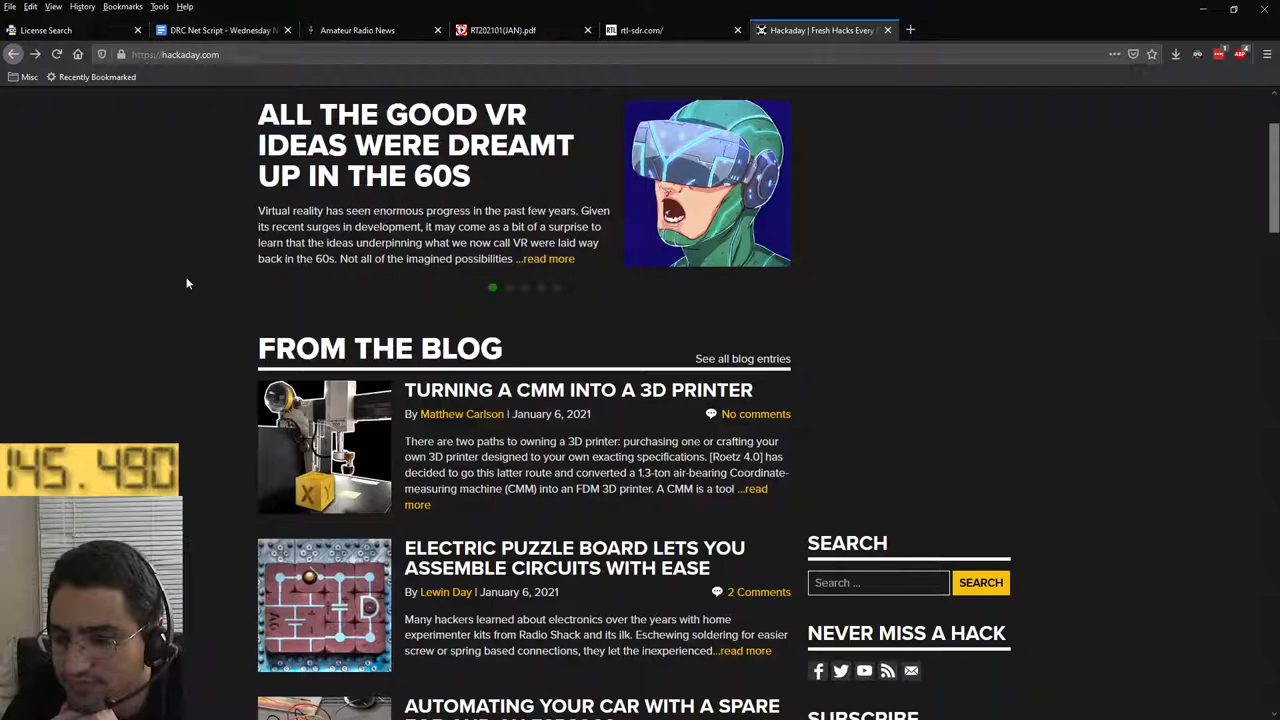 File Edit View History Bookmarks Tools Help
License Search
DRC Net Script - Wednesday N
Amateur Radio News
RT202101(JAN).pdf
rtl-sdr.com/
Hackaday | Fresh Hacks Every
https://hackaday.com
Misc Recently Bookmarked
ALL THE GOOD VR
IDEAS WERE DREAMT
UP IN THE 60S
Virtual reality has seen enormous progress in the past few years. Given
its recent surges in development, it may come as a bit of a surprise to
learn that the ideas underpinning what we now call VR were laid way
back in the 60s. Not all of the imagined possibilities ...read more
FROM THE BLOG
See all blog entries
TURNING A CMM INTO A 3D PRINTER
By Matthew Carlson | January 6, 2021
No comments
There are two paths to owning a 3D printer: purchasing one or crafting your
own 3D printer designed to your own exacting specifications. [Roetz 4.0] has
decided to go this latter route and converted a 1.3-ton air-bearing Coordinate-
measuring machine (CMM) into an FDM 3D printer. A CMM is a tool ...read
more
X Y
145.490
ELECTRIC PUZZLE BOARD LETS YOU
ASSEMBLE CIRCUITS WITH EASE
By Lewin Day | January 6, 2021
2 Comments
Many hackers learned about electronics over the years with home
experimenter kits from Radio Shack and its ilk. Eschewing soldering for easier
screw or spring based connections, they let the inexperienced...read more
AUTOMATING YOUR CAR WITH A SPARE
SEARCH
Search ...
SEARCH
NEVER MISS A HACK
SUBSCRIBE